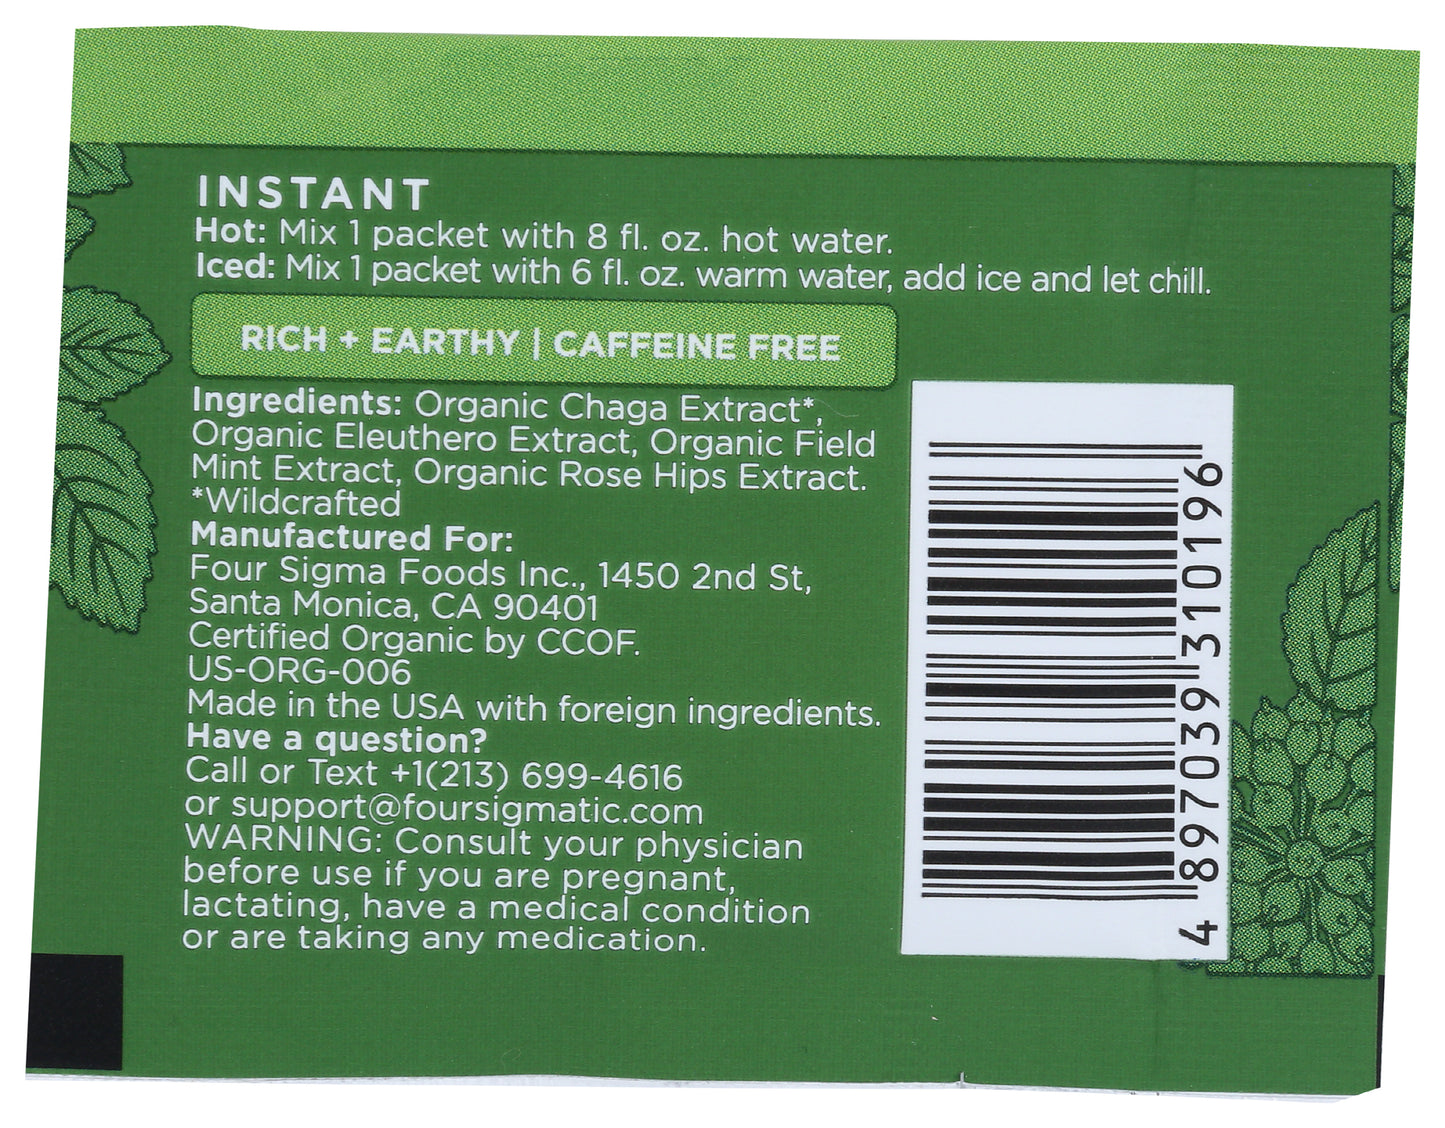 INSTANT
Hot: Mix 1 packet with 8 fl. oz. hot water.
Iced: Mix 1 packet with 6 fl. oz. warm water, add ice and let chill.
RICH + EARTHY | CAFFEINE FREE
Ingredients: Organic Chaga Extract*,
Organic Eleuthero Extract, Organic Field
Mint Extract, Organic Rose Hips Extract.
*Wildcrafted
Manufactured For:
Four Sigma Foods Inc., 1450 2nd St,
Santa Monica, CA 90401
Certified Organic by CCOF.
US-ORG-006
Made in the USA with foreign ingredients.
Have a question?
Call or Text +1(213) 699-4616
or support@foursigmatic.com
WARNING: Consult your physician
before use if you are pregnant,
lactating, have a medical condition
or are taking any medication.
4 897039 310196